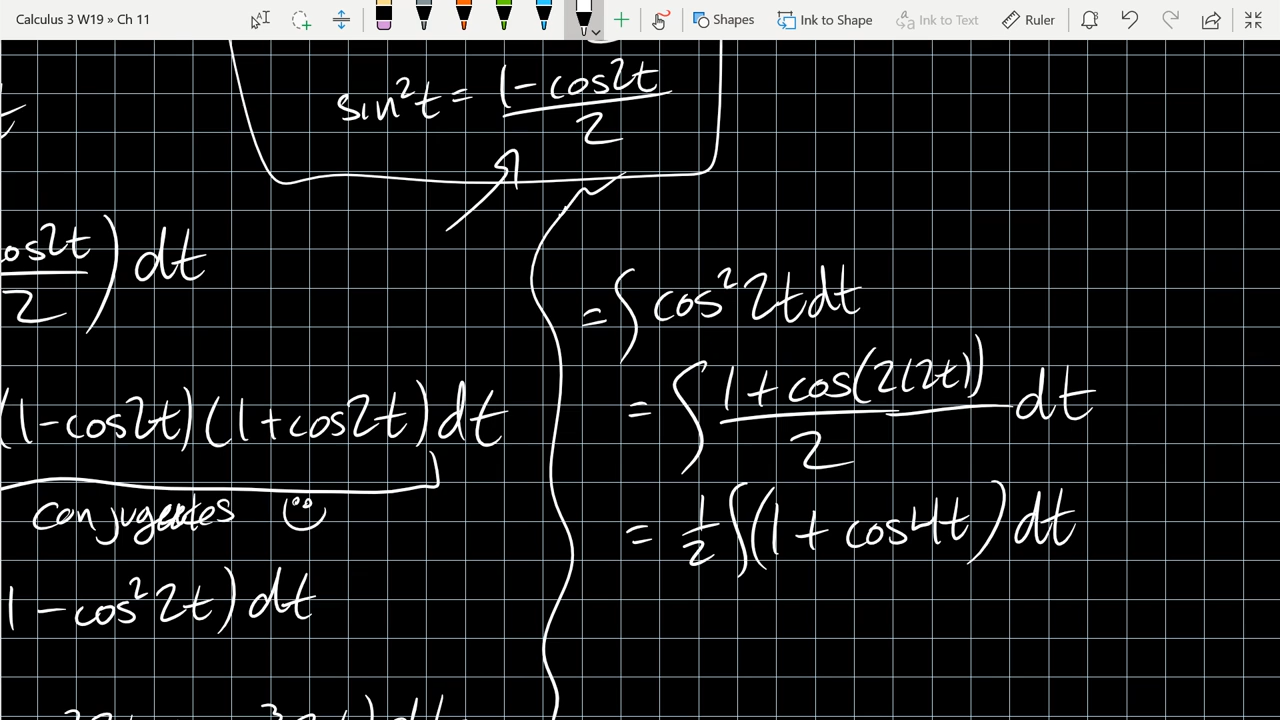 Calculus 3 W19 » Ch 11
Shapes
Ink to Shape
Ink to Text
Ruler
sin²t = (1 - cos2t)/2
cos2t/2) dt
(1-cos2t)(1+cos2t)dt
conjugates
1 - cos²2t) dt
= ∫ cos²2t dt
= ∫ (1 + cos(2(2t)))/2 dt
= 1/2 ∫(1 + cos4t) dt